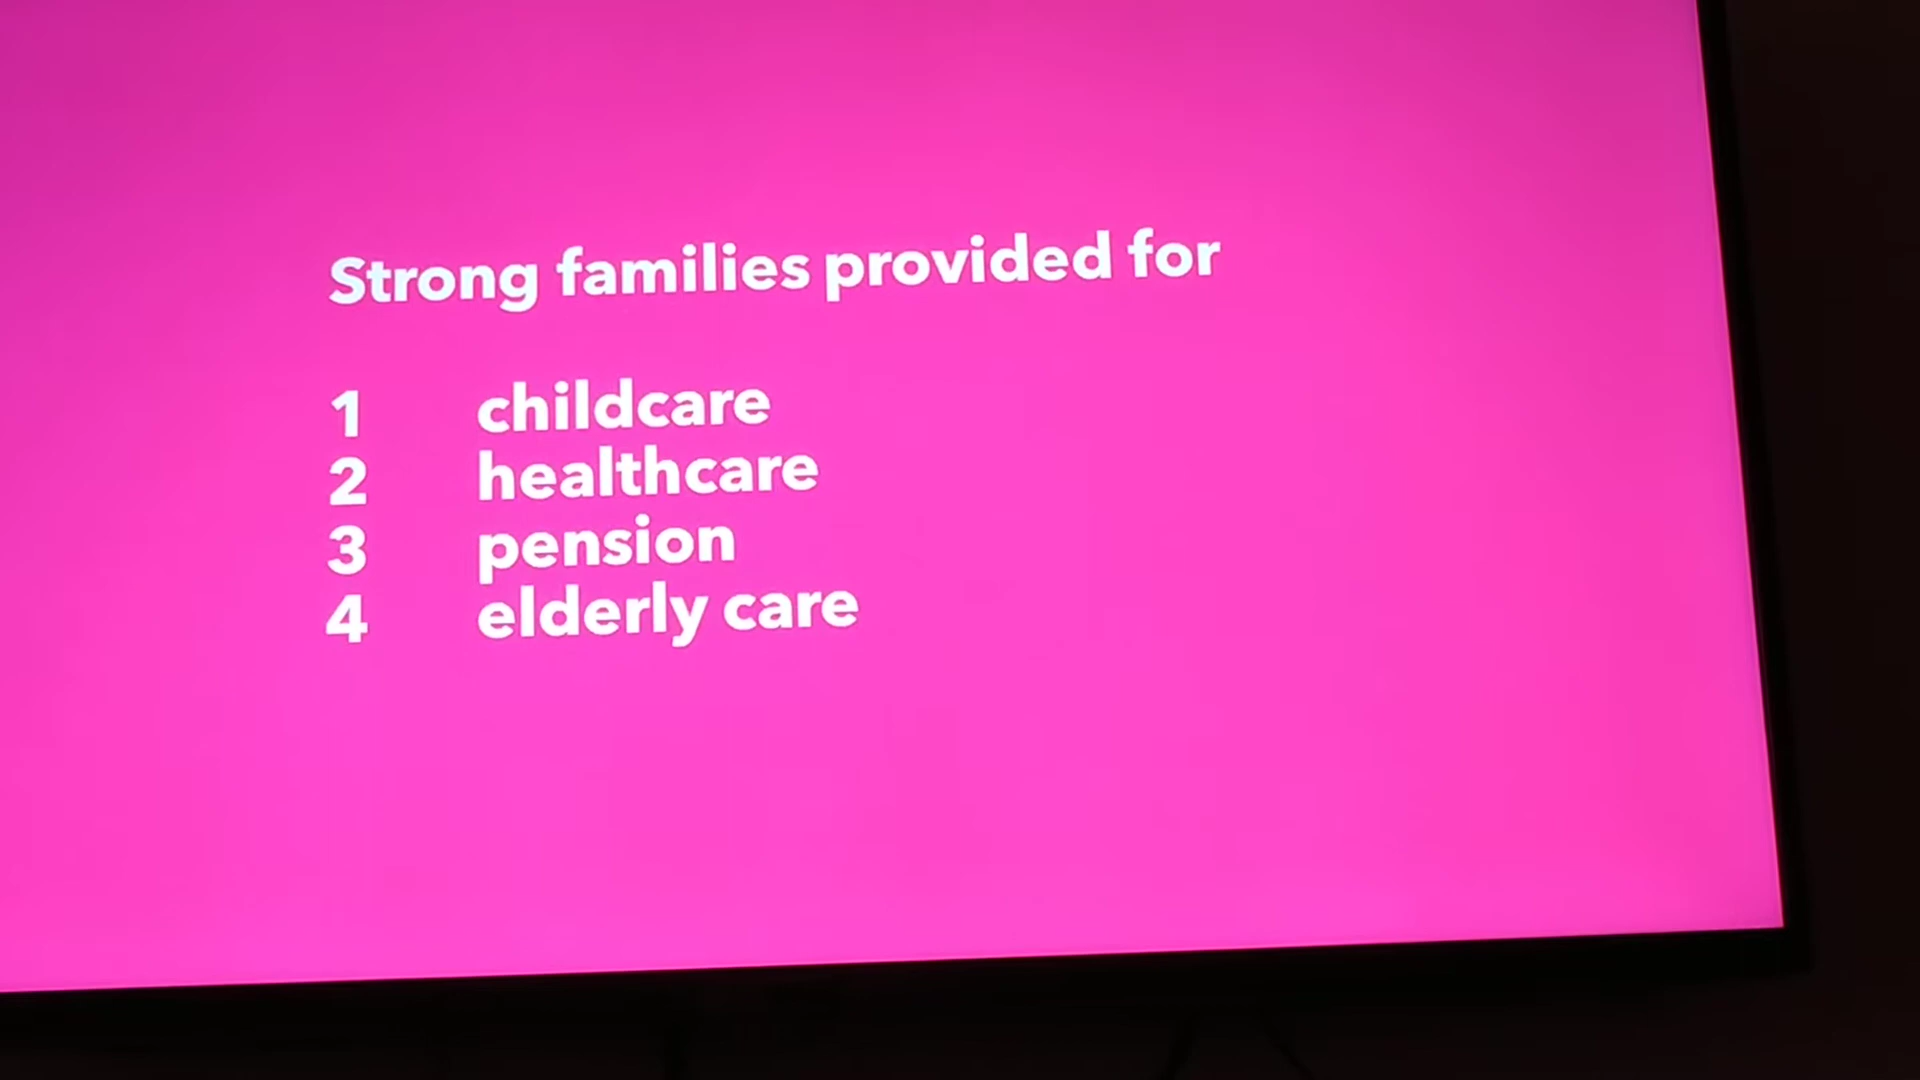 Strong families provided for
1 childcare
2 healthcare
3 pension
4 elderly care